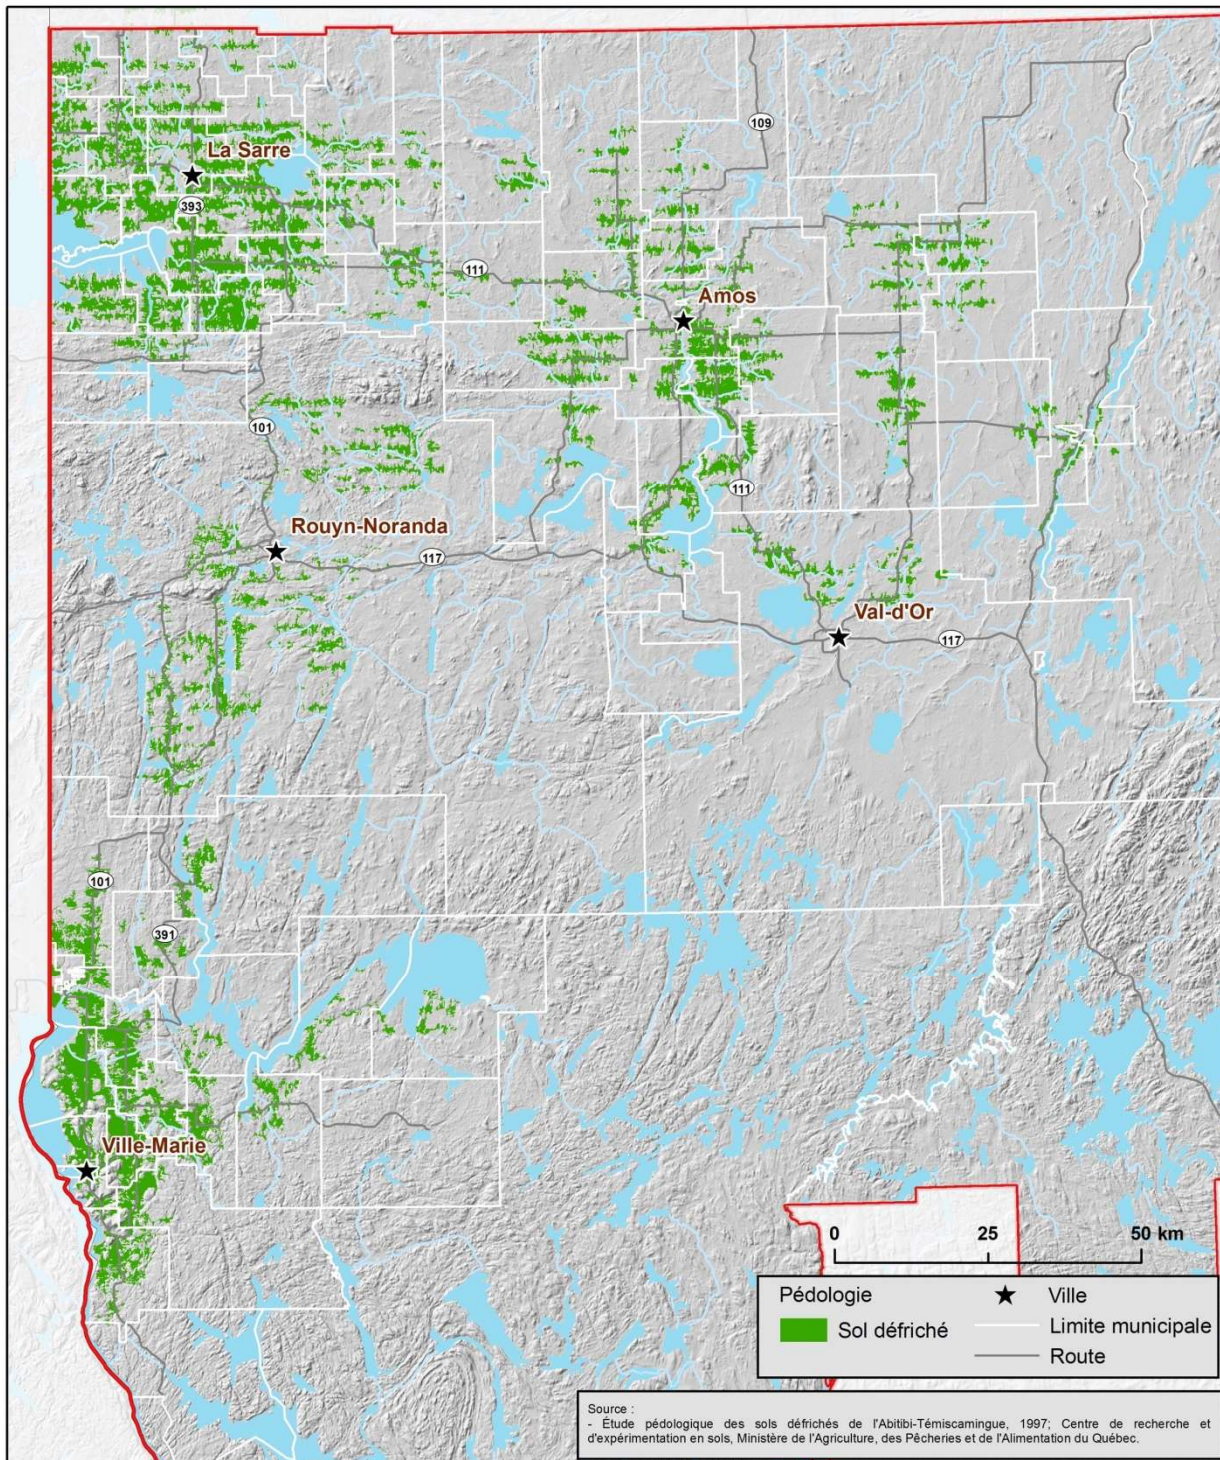 109
La Sarre
393
111
Amos
101
111
Rouyn-Noranda
117
Val-d'Or
117
101
391
Ville-Marie
0 25 50 km
Pédologie
Ville
Sol défriché
Limite municipale
Route
Source :
- Étude pédologique des sols défrichés de l'Abitibi-Témiscamingue, 1997; Centre de recherche et
d'expérimentation en sols, Ministère de l'Agriculture, des Pêcheries et de l'Alimentation du Québec.